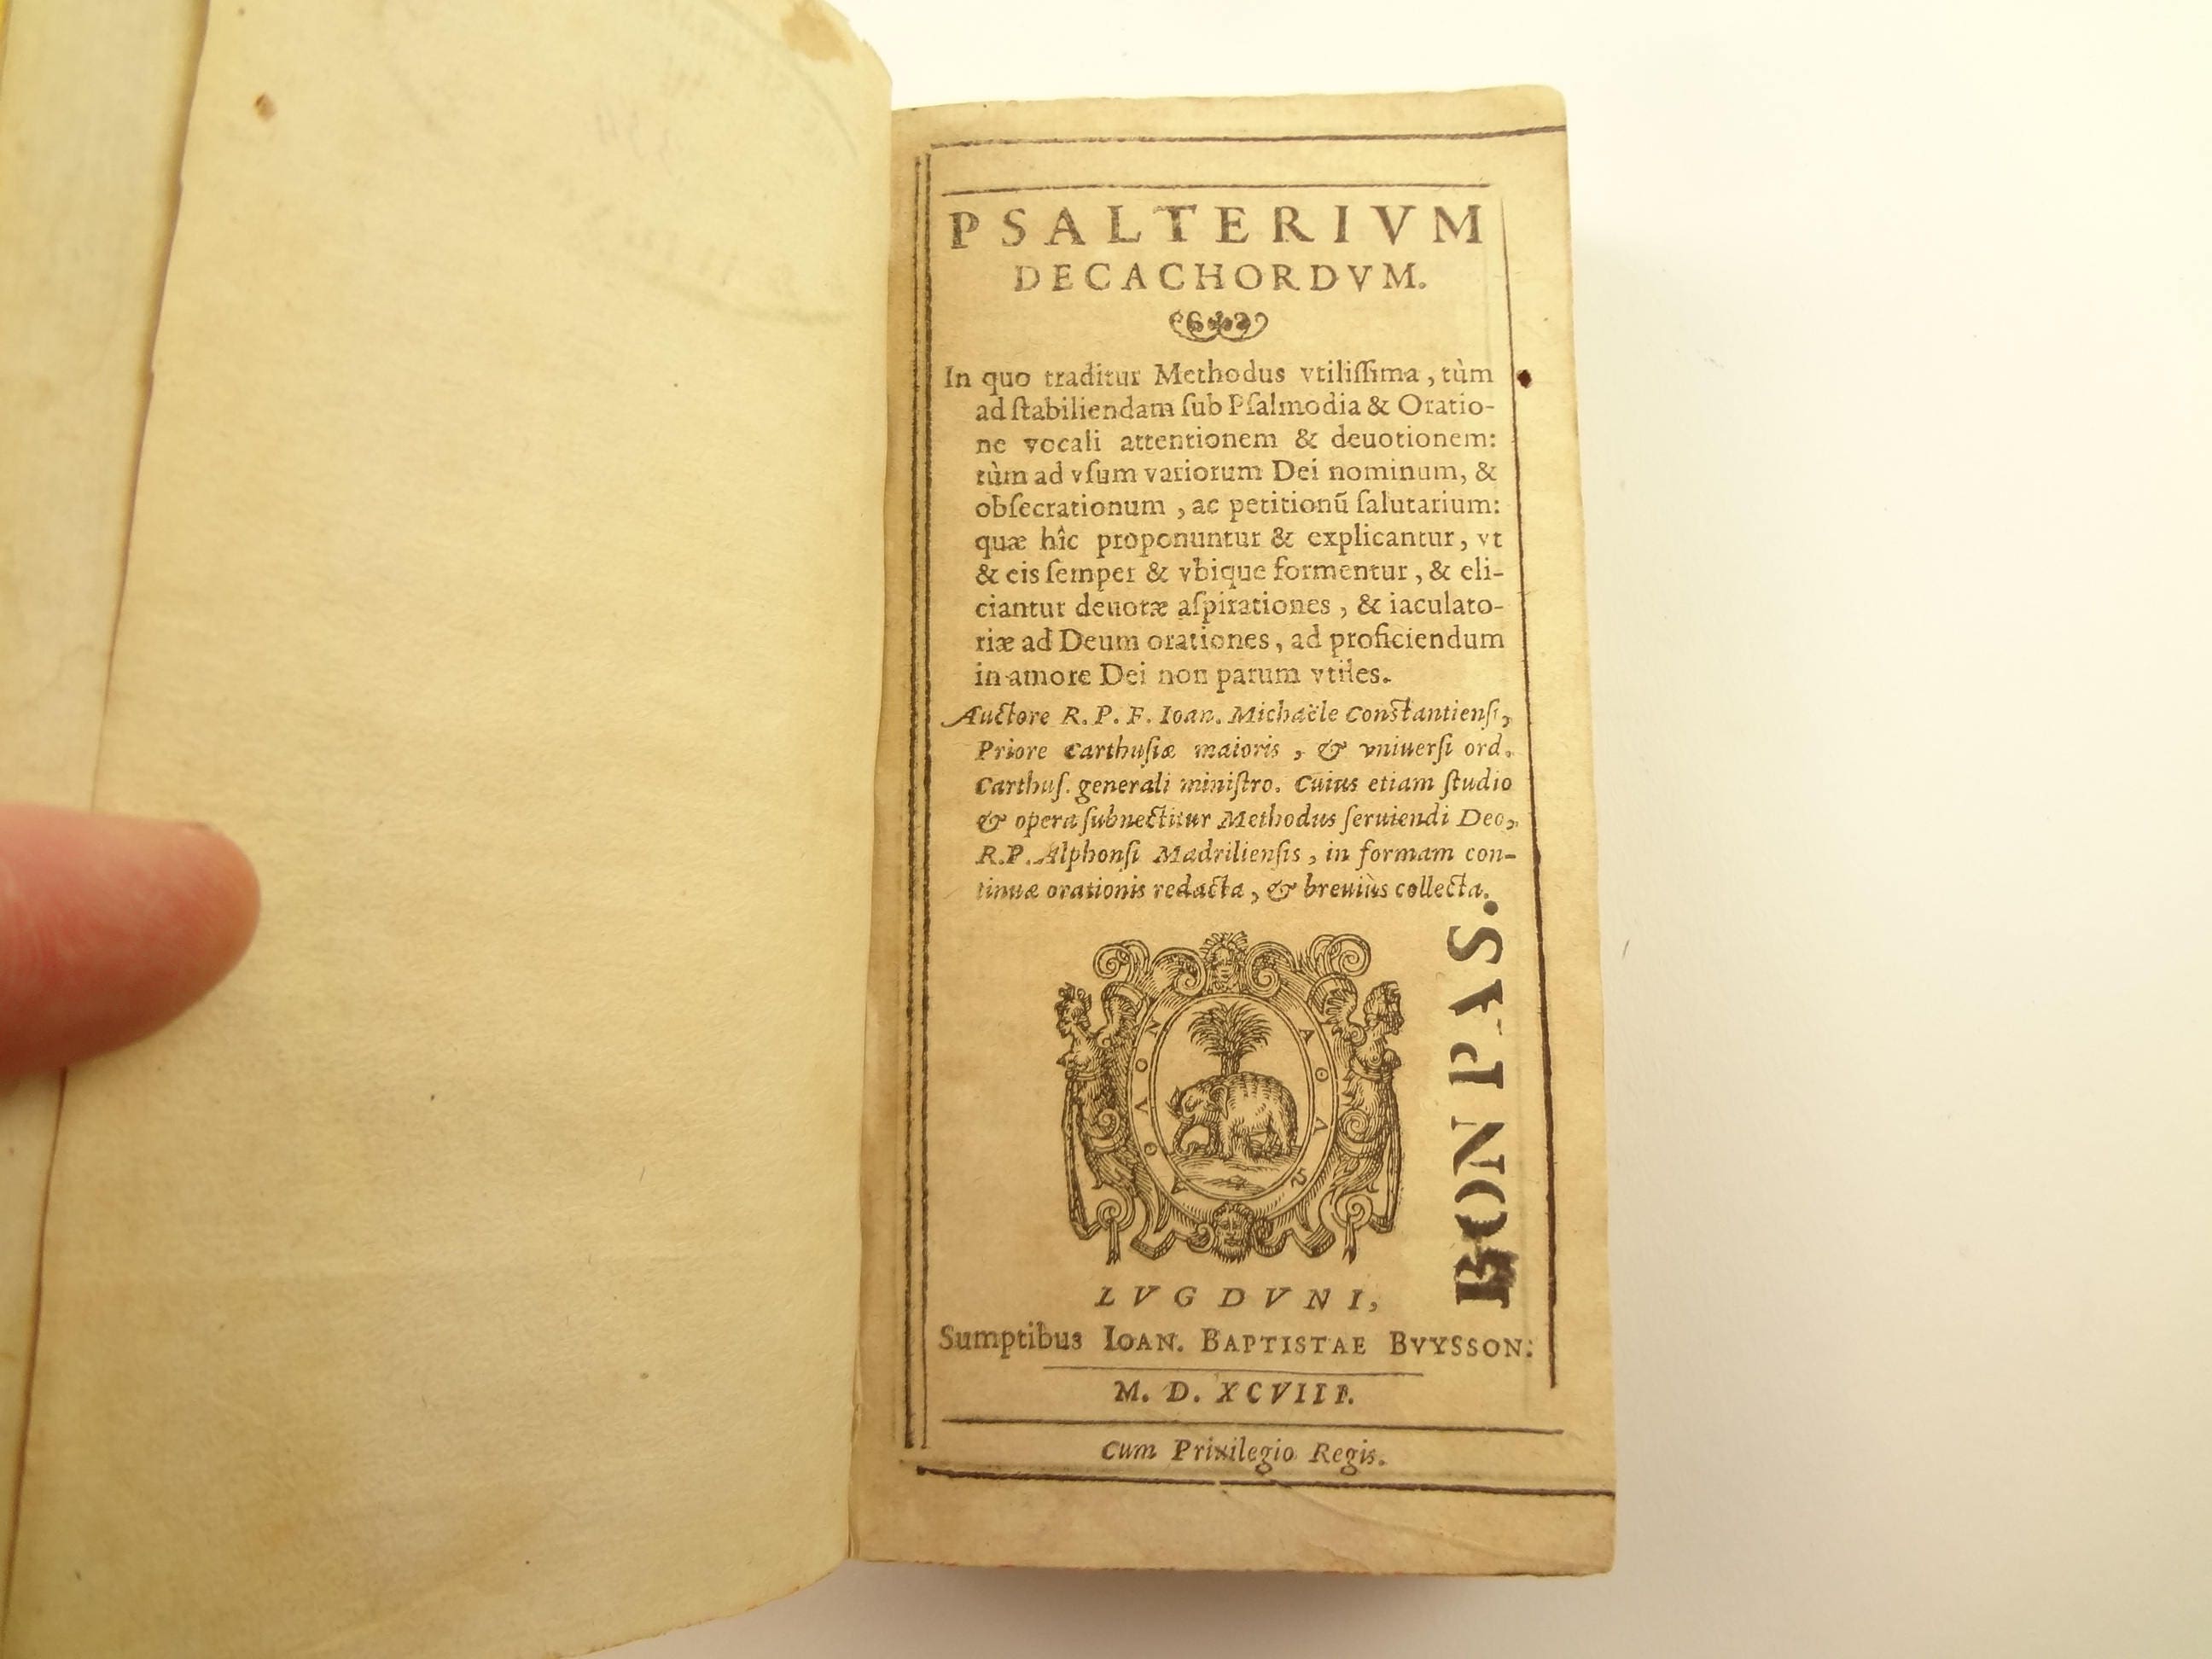 PSALTERIVM
DECACHORDVM.
In quo traditur Methodus vtiliſſima, tùm
ad ſtabiliendam ſub Pſalmodia & Oratio-
ne vocali attentionem & deuotionem:
tùm ad vſum variorum Dei nominum, &
obſecrationum, ac petitionũ ſalutarium:
quæ hîc proponuntur & explicantur, vt
& eis ſemper & vbique formentur, & eli-
ciantur deuotæ aſpirationes, & iaculato-
riæ ad Deum orationes, ad proficiendum
in amore Dei non parum vtiles.
Auctore R. P. F. Ioan. Michaële Conſtantienſi,
Priore Carthuſiæ maioris, & vniuerſi ord.
Carthuſ. generali miniſtro. Cuius etiam ſtudio
& opera ſubnectitur Methodus ſeruiendi Deo,
R. P. Alphonſi Madrilienſis, in formam con-
tinuæ orationis redacta, & breuiùs collecta.
BONPAS.
LVGDVNI,
Sumptibus IOAN. BAPTISTAE BVYSSON:
M. D. XCVIII.
Cum Priuilegio Regis.